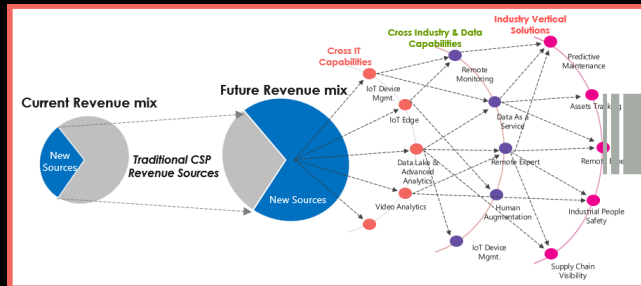 Industry Vertical
Solutions
Cross Industry & Data
Capabilities
Cross IT
Capabilities
Future Revenue mix
Current Revenue mix
New
Sources
Traditional CSP
Revenue Sources
New Sources
IoT Device
Mgmt.
IoT Edge
Data Lake &
Advanced
Analytics
Video Analytics
Remote
Monitoring
Data As a
Service
Remote Expert
Human
Augmentation
IoT Device
Mgmt.
Predictive
Maintenance
Assets Tracking
Remote
Industrial People
Safety
Supply Chain
Visibility